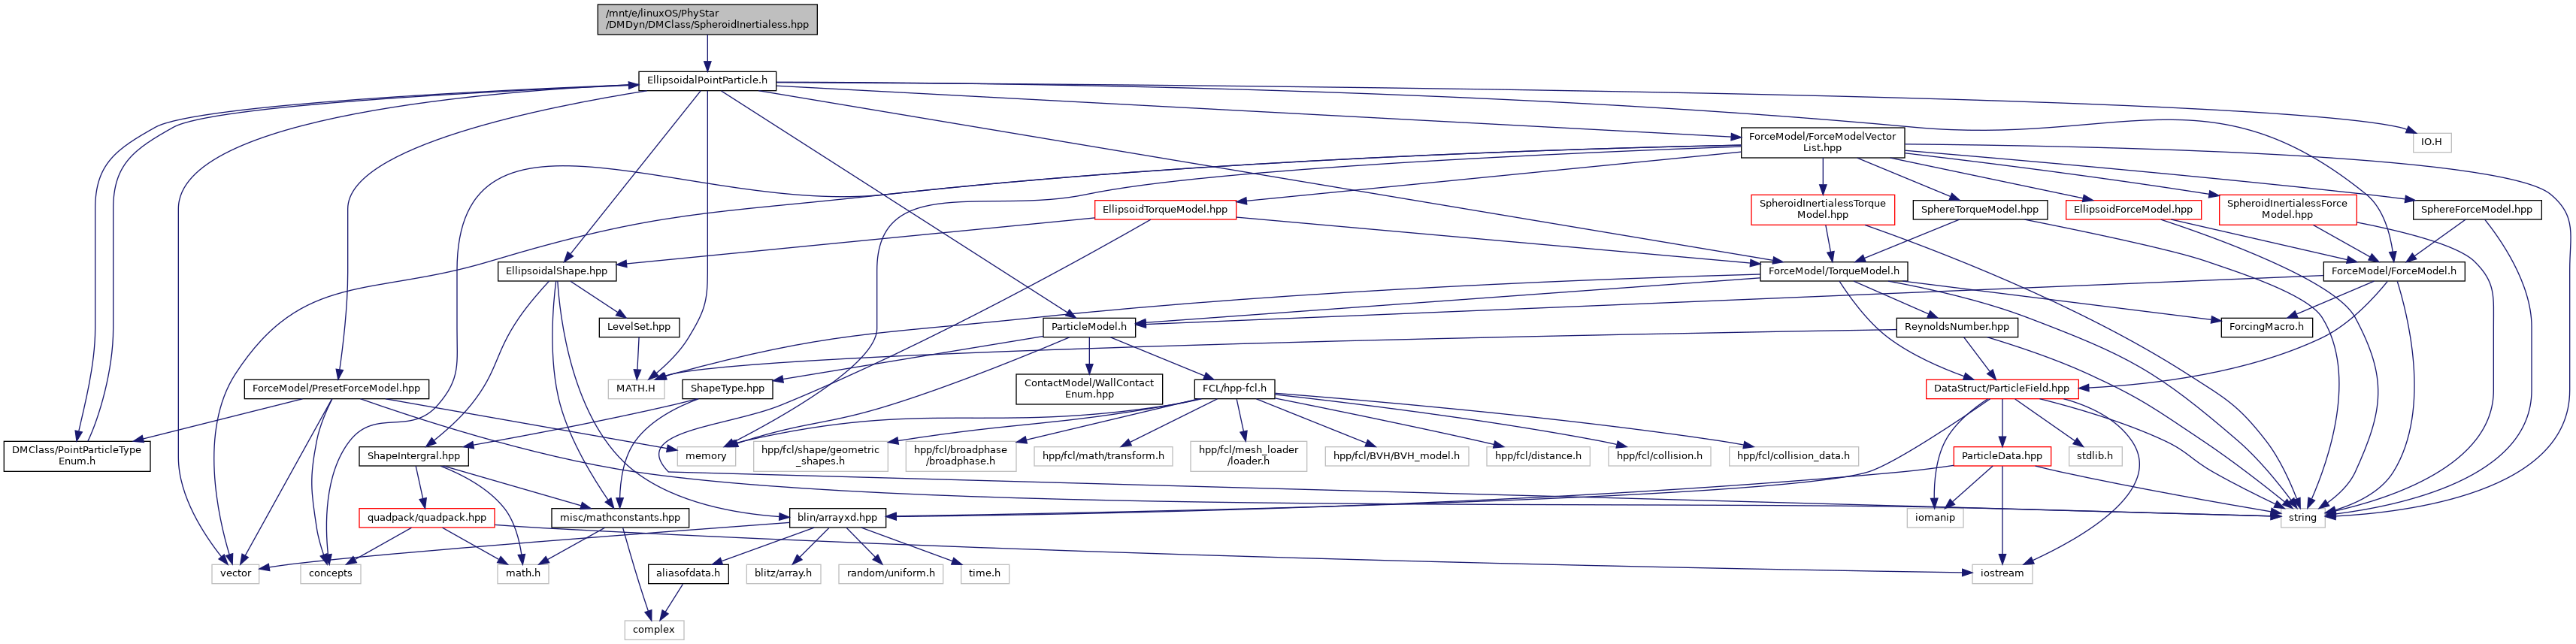 /mnt/e/linuxOS/PhyStar
/DMDyn/DMClass/SpheroidInertialess.hpp
EllipsoidalPointParticle.h
ForceModel/ForceModelVector
List.hpp
IO.H
EllipsoidTorqueModel.hpp
SpheroidInertialessTorque
Model.hpp
SphereTorqueModel.hpp
EllipsoidForceModel.hpp
SpheroidInertialessForce
Model.hpp
SphereForceModel.hpp
EllipsoidalShape.hpp
ForceModel/TorqueModel.h
ForceModel/ForceModel.h
LevelSet.hpp
ParticleModel.h
ReynoldsNumber.hpp
ForcingMacro.h
ForceModel/PresetForceModel.hpp
MATH.H
ShapeType.hpp
ContactModel/WallContact
Enum.hpp
FCL/hpp-fcl.h
DataStruct/ParticleField.hpp
DMClass/PointParticleType
Enum.h
ShapeIntergral.hpp
memory
hpp/fcl/shape/geometric
_shapes.h
hpp/fcl/broadphase
/broadphase.h
hpp/fcl/math/transform.h
hpp/fcl/mesh_loader
/loader.h
hpp/fcl/BVH/BVH_model.h
hpp/fcl/distance.h
hpp/fcl/collision.h
hpp/fcl/collision_data.h
ParticleData.hpp
stdlib.h
quadpack/quadpack.hpp
misc/mathconstants.hpp
blin/arrayxd.hpp
iomanip
string
vector
concepts
math.h
aliasofdata.h
blitz/array.h
random/uniform.h
time.h
iostream
complex